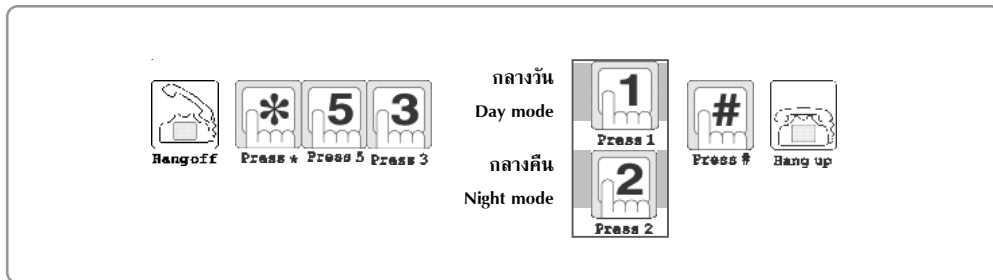 Hangoff
* 
Press *
5
Press 5
3
Press 3
กลางวัน
Day mode
1
Press 1
กลางคืน
Night mode
2
Press 2
#
Press #
Hang up